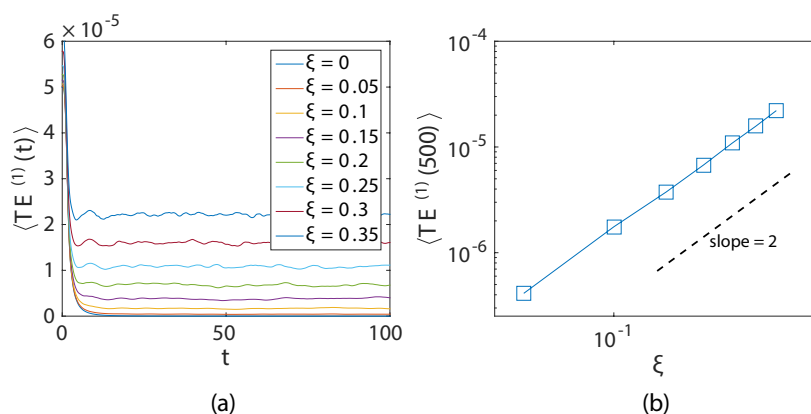 × 10⁻⁵
6
5
4
3
2
1
0
0
50
100
t
⟨TE ⁽¹⁾ (t)⟩
ξ = 0
ξ = 0.05
ξ = 0.1
ξ = 0.15
ξ = 0.2
ξ = 0.25
ξ = 0.3
ξ = 0.35
(a)
10⁻⁴
10⁻⁵
10⁻⁶
⟨TE ⁽¹⁾ (500) ⟩
slope = 2
10⁻¹
ξ
(b)